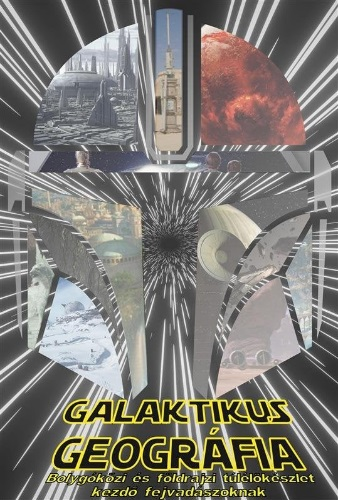 GALAKTIKUS
GEOGRÁFIA
Bolygóközi és földrajzi túlélőkészlet
kezdő fejvadászoknak